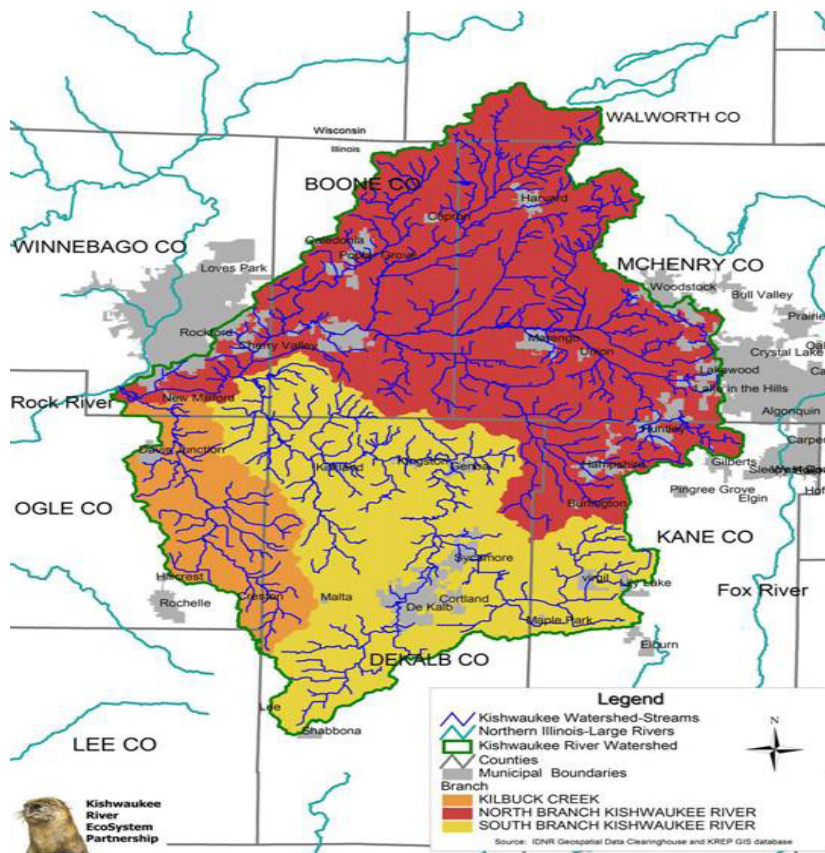 WALWORTH CO
Wisconsin
Illinois
BOONE CO
Harvard
Capron
WINNEBAGO CO
Caledonia
Poplar Grove
Loves Park
MCHENRY CO
Woodstock
Bull Valley
Prairie
Rockford
Cherry Valley
Marengo
Union
Crystal Lake
Lakewood
Lake in the Hills
Rock River
New Milford
Algonquin
Huntley
Carpen
Davis Junction
Kirkland
Kingston
Genoa
Hampshire
Gilberts
Pingree Grove
Elgin
OGLE CO
Burlington
KANE CO
Sycamore
Hillcrest
Rochelle
Creston
Malta
De Kalb
Cortland
Virgil
Lily Lake
Fox River
Maple Park
Elburn
DEKALB CO
Lee
Shabbona
LEE CO
Legend
Kishwaukee Watershed-Streams
Northern Illinois-Large Rivers
Kishwaukee River Watershed
Counties
Municipal Boundaries
Branch
KILBUCK CREEK
NORTH BRANCH KISHWAUKEE RIVER
SOUTH BRANCH KISHWAUKEE RIVER
N
Source: IDNR Geospatial Data Clearinghouse and KREP GIS database
Kishwaukee
River
EcoSystem
Partnership